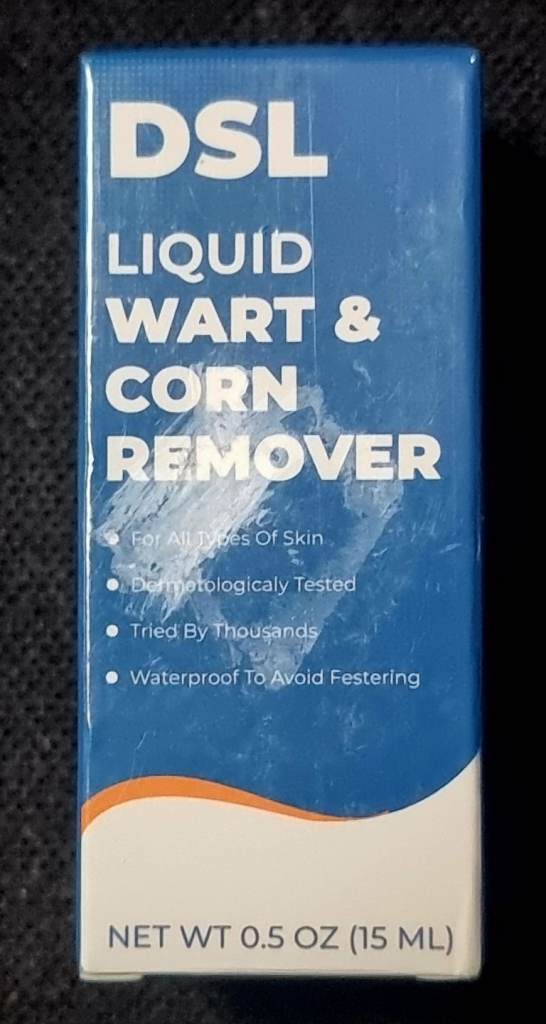 DSL
LIQUID
WART &
CORN
REMOVER
For All Types Of Skin
Dermatologicaly Tested
Tried By Thousands
Waterproof To Avoid Festering
NET WT 0.5 OZ (15 ML)